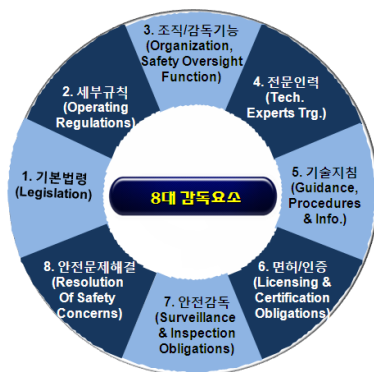 1. 기본법령
(Legislation)
2. 세부규칙
(Operating
Regulations)
3. 조직/감독기능
(Organization,
Safety Oversight
Function)
4. 전문인력
(Tech.
Experts Trg.)
5. 기술지침
(Guidance,
Procedures
& Info.)
6. 면허/인증
(Licensing &
Certification
Obligations)
7. 안전감독
(Surveillance
& Inspection
Obligations)
8. 안전문제해결
(Resolution
Of Safety
Concerns)
8대 감독요소